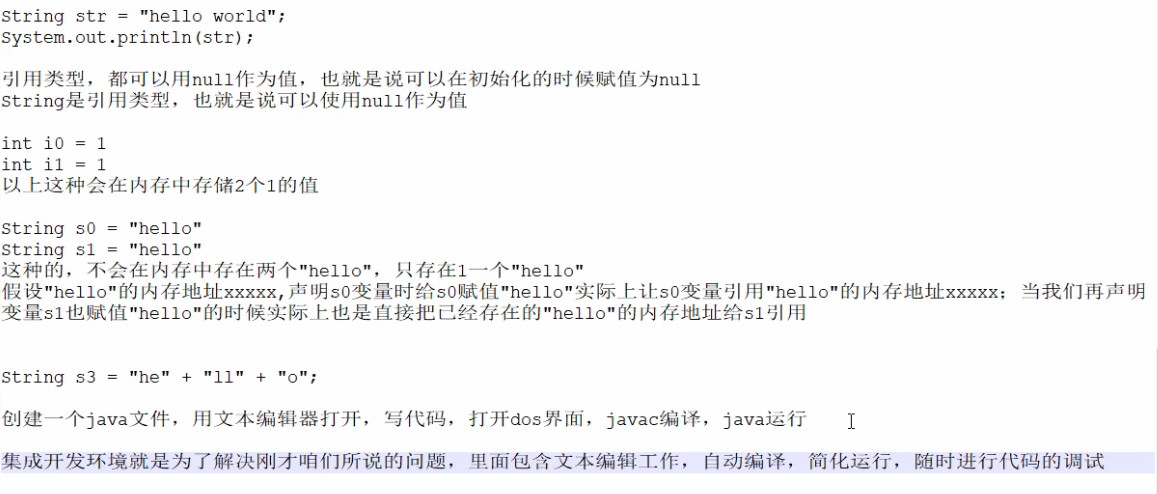 String str = "hello world";
System.out.println(str);
引用类型，都可以用null作为值，也就是说可以在初始化的时候赋值为null
String是引用类型，也就是说可以使用null作为值
int i0 = 1
int i1 = 1
以上这种会在内存中存储2个1的值
String s0 = "hello"
String s1 = "hello"
这种的，不会在内存中存在两个"hello"，只存在1一个"hello"
假设"hello"的内存地址xxxxx,声明s0变量时给s0赋值"hello"实际上让s0变量引用"hello"的内存地址xxxxx；当我们再声明
变量s1也赋值"hello"的时候实际上也是直接把已经存在的"hello"的内存地址给s1引用
String s3 = "he" + "ll" + "o";
创建一个java文件，用文本编辑器打开，写代码，打开dos界面，javac编译，java运行
集成开发环境就是为了解决刚才咱们所说的问题，里面包含文本编辑工作，自动编译，简化运行，随时进行代码的调试